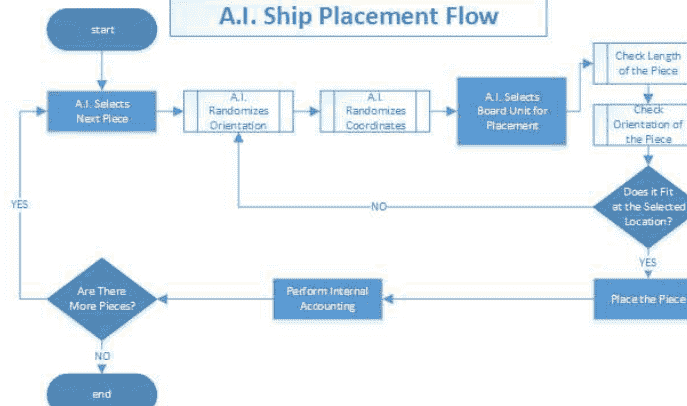 A.I. Ship Placement Flow
start
A.I. Selects
Next Piece
A.I.
Randomizes
Orientation
A.I.
Randomizes
Coordinates
A.I. Selects
Board Unit for
Placement
Check Length
of the Piece
Check
Orientation of
the Piece
Does it Fit
at the Selected
Location?
NO
YES
YES
Place the Piece
Perform Internal
Accounting
Are There
More Pieces?
NO
end